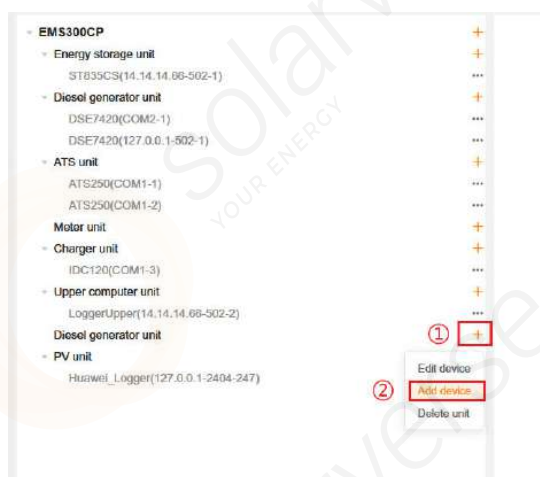 EMS300CP
Energy storage unit
ST835CS(14.14.14.66-502-1)
Diesel generator unit
DSE7420(COM2-1)
DSE7420(127.0.0.1-502-1)
ATS unit
ATS250(COM1-1)
ATS250(COM1-2)
Meter unit
Charger unit
IDC120(COM1-3)
Upper computer unit
LoggerUpper(14.14.14.66-502-2)
Diesel generator unit
①
PV unit
Huawei_Logger(127.0.0.1-2404-247)
Edit device
② Add device
Delete unit
solarverse
YOUR ENERGY